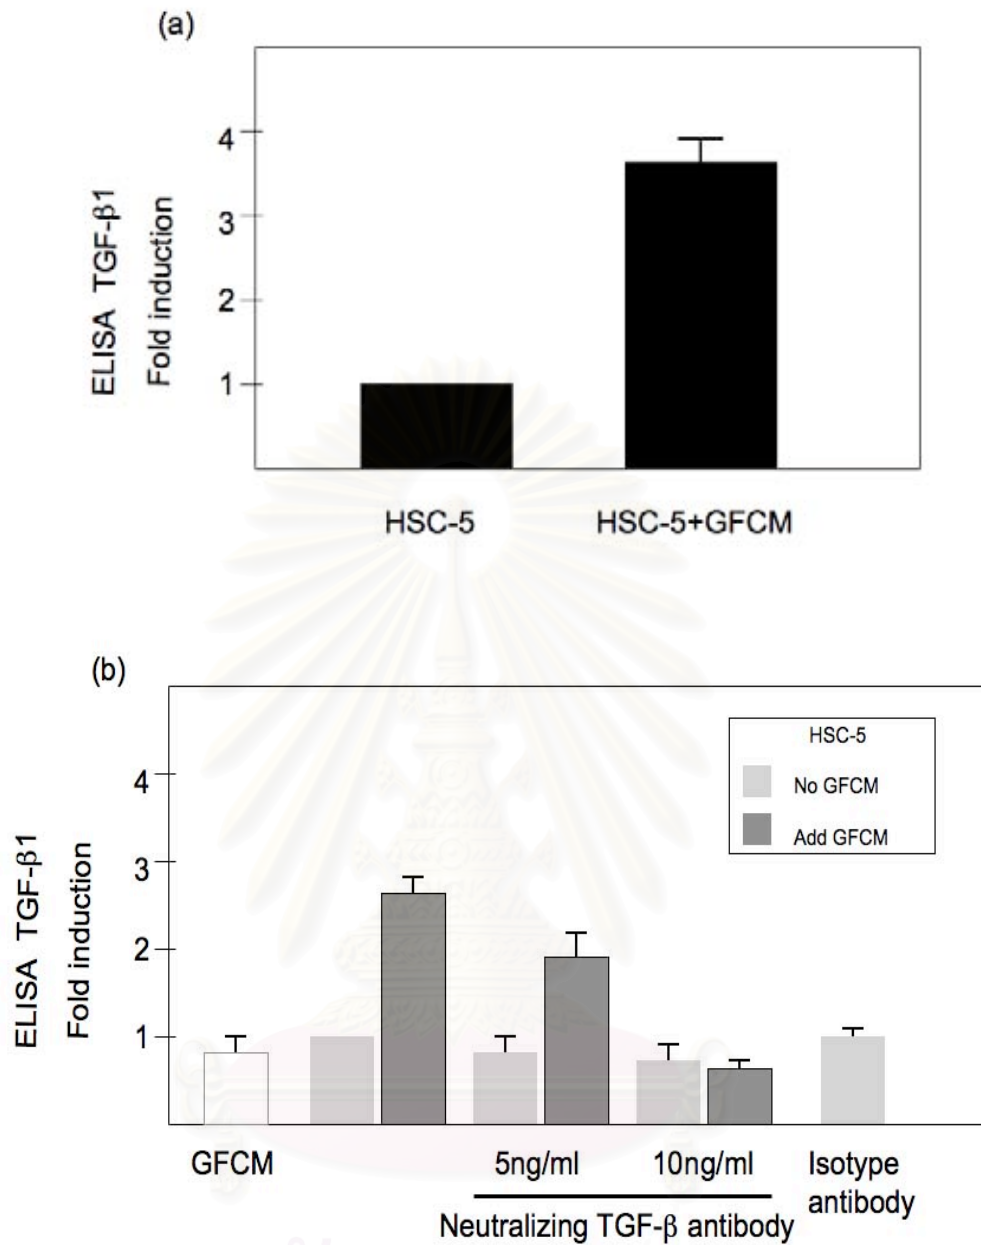 (a)
ELISA TGF-β1
Fold induction
4
3
2
1
HSC-5 HSC-5+GFCM
(b)
ELISA TGF-β1
Fold induction
4
3
2
1
HSC-5
No GFCM
Add GFCM
GFCM 5ng/ml 10ng/ml Isotype
antibody
Neutralizing TGF-β antibody